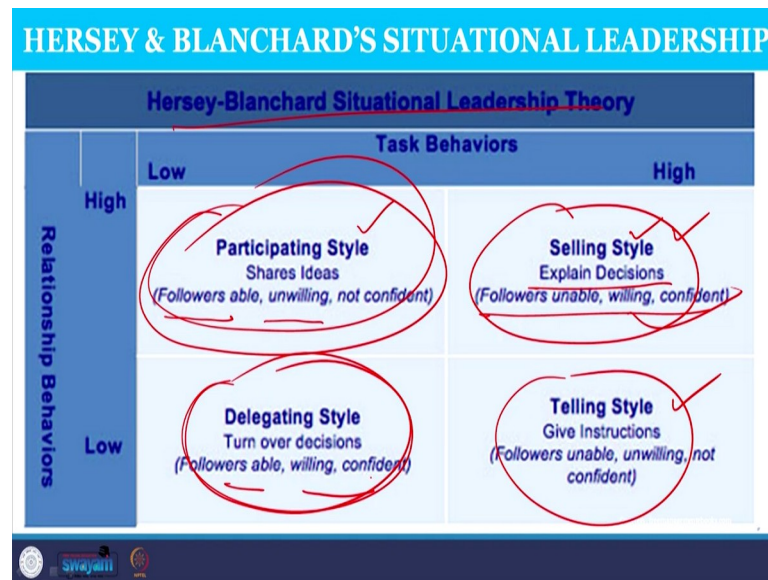 HERSEY & BLANCHARD'S SITUATIONAL LEADERSHIP
Hersey-Blanchard Situational Leadership Theory
Task Behaviors
Low
High
Relationship Behaviors
High
Participating Style
Shares Ideas
(Followers able, unwilling, not confident)
Selling Style
Explain Decisions
(Followers unable, willing, confident)
Low
Delegating Style
Turn over decisions
(Followers able, willing, confident)
Telling Style
Give Instructions
(Followers unable, unwilling, not
confident)
swayam